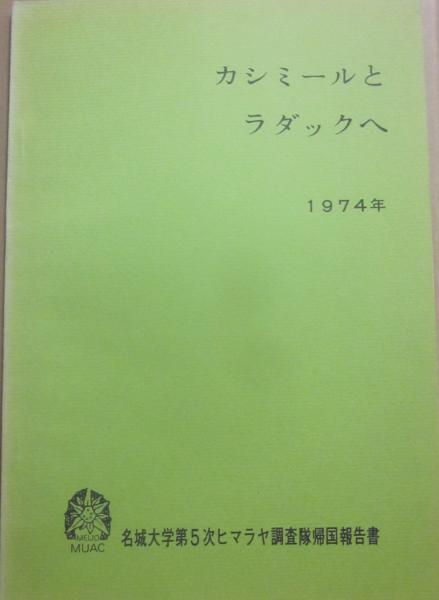 カシミールと
ラダックへ
1974年
MEIJO
MUAC
名城大学第5次ヒマラヤ調査隊帰国報告書